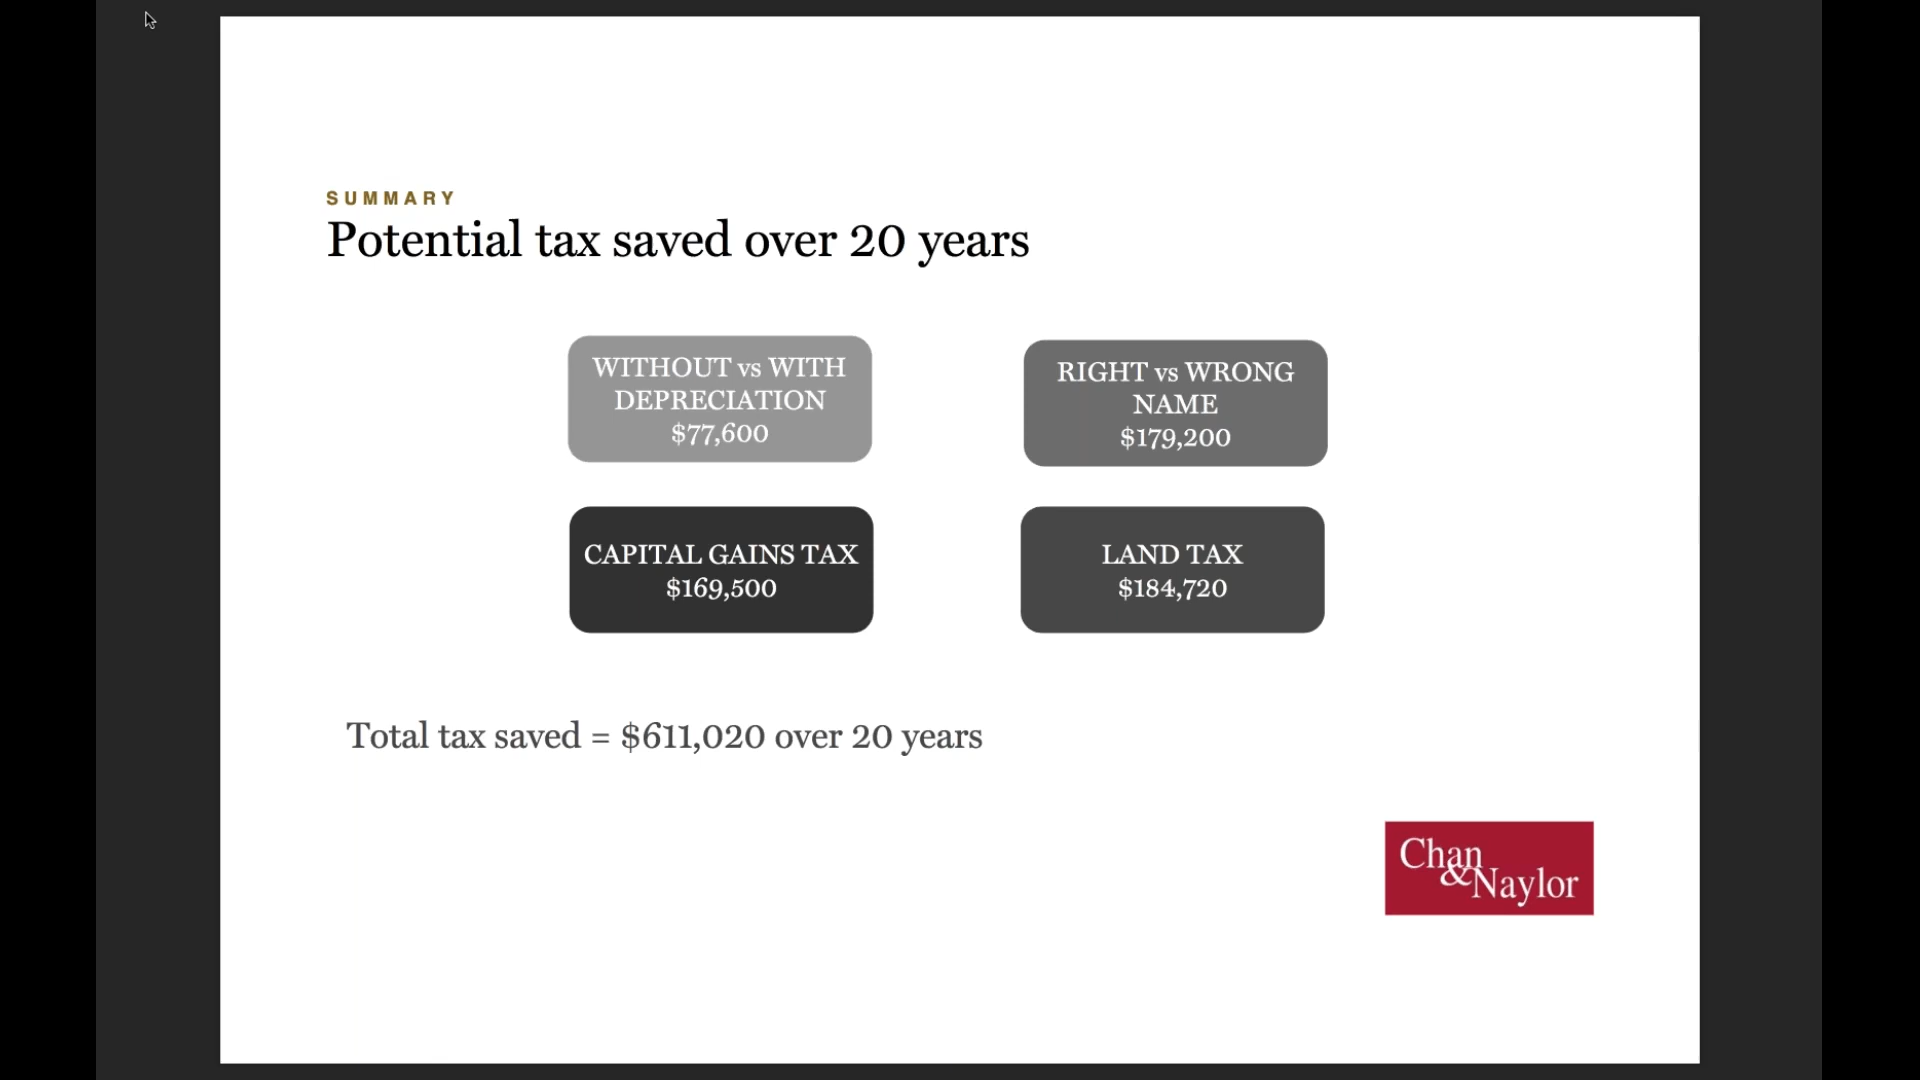 SUMMARY
Potential tax saved over 20 years
WITHOUT vs WITH
DEPRECIATION
$77,600
RIGHT vs WRONG
NAME
$179,200
CAPITAL GAINS TAX
$169,500
LAND TAX
$184,720
Total tax saved = $611,020 over 20 years
Chan
&Naylor